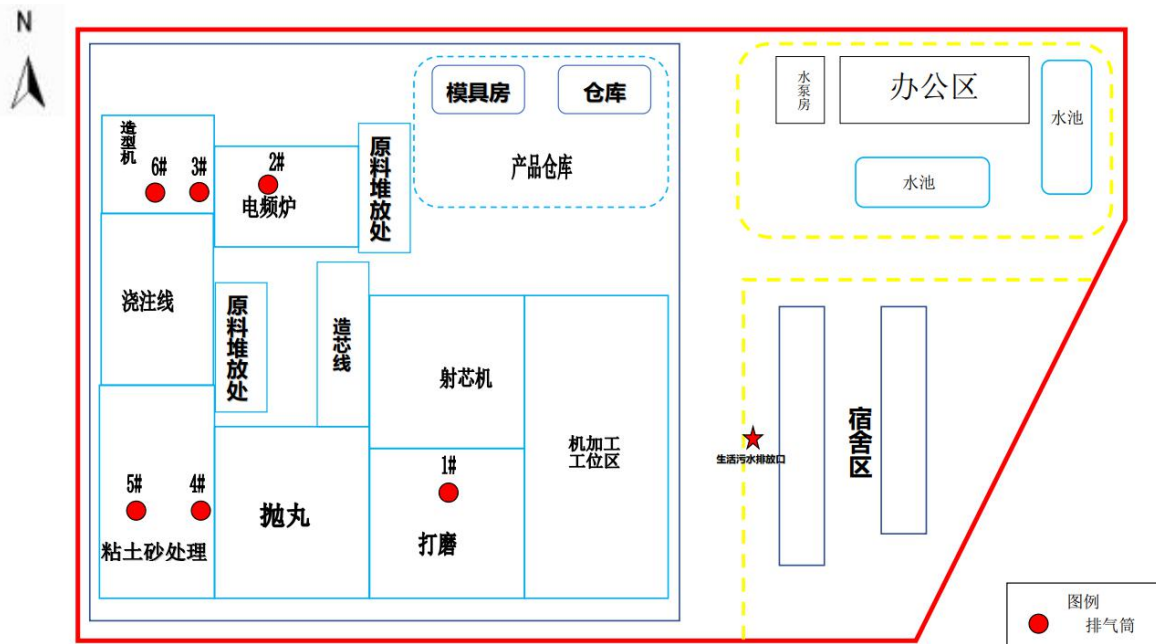 N
模具房
仓库
水泵房
办公区
水池
造型机
6#
3#
2#
电频炉
原料堆放处
产品仓库
水池
浇注线
原料堆放处
造芯线
射芯机
机加工
工位区
宿舍区
生活污水排放口
5#
4#
1#
粘土砂处理
抛丸
打磨
图例
排气筒